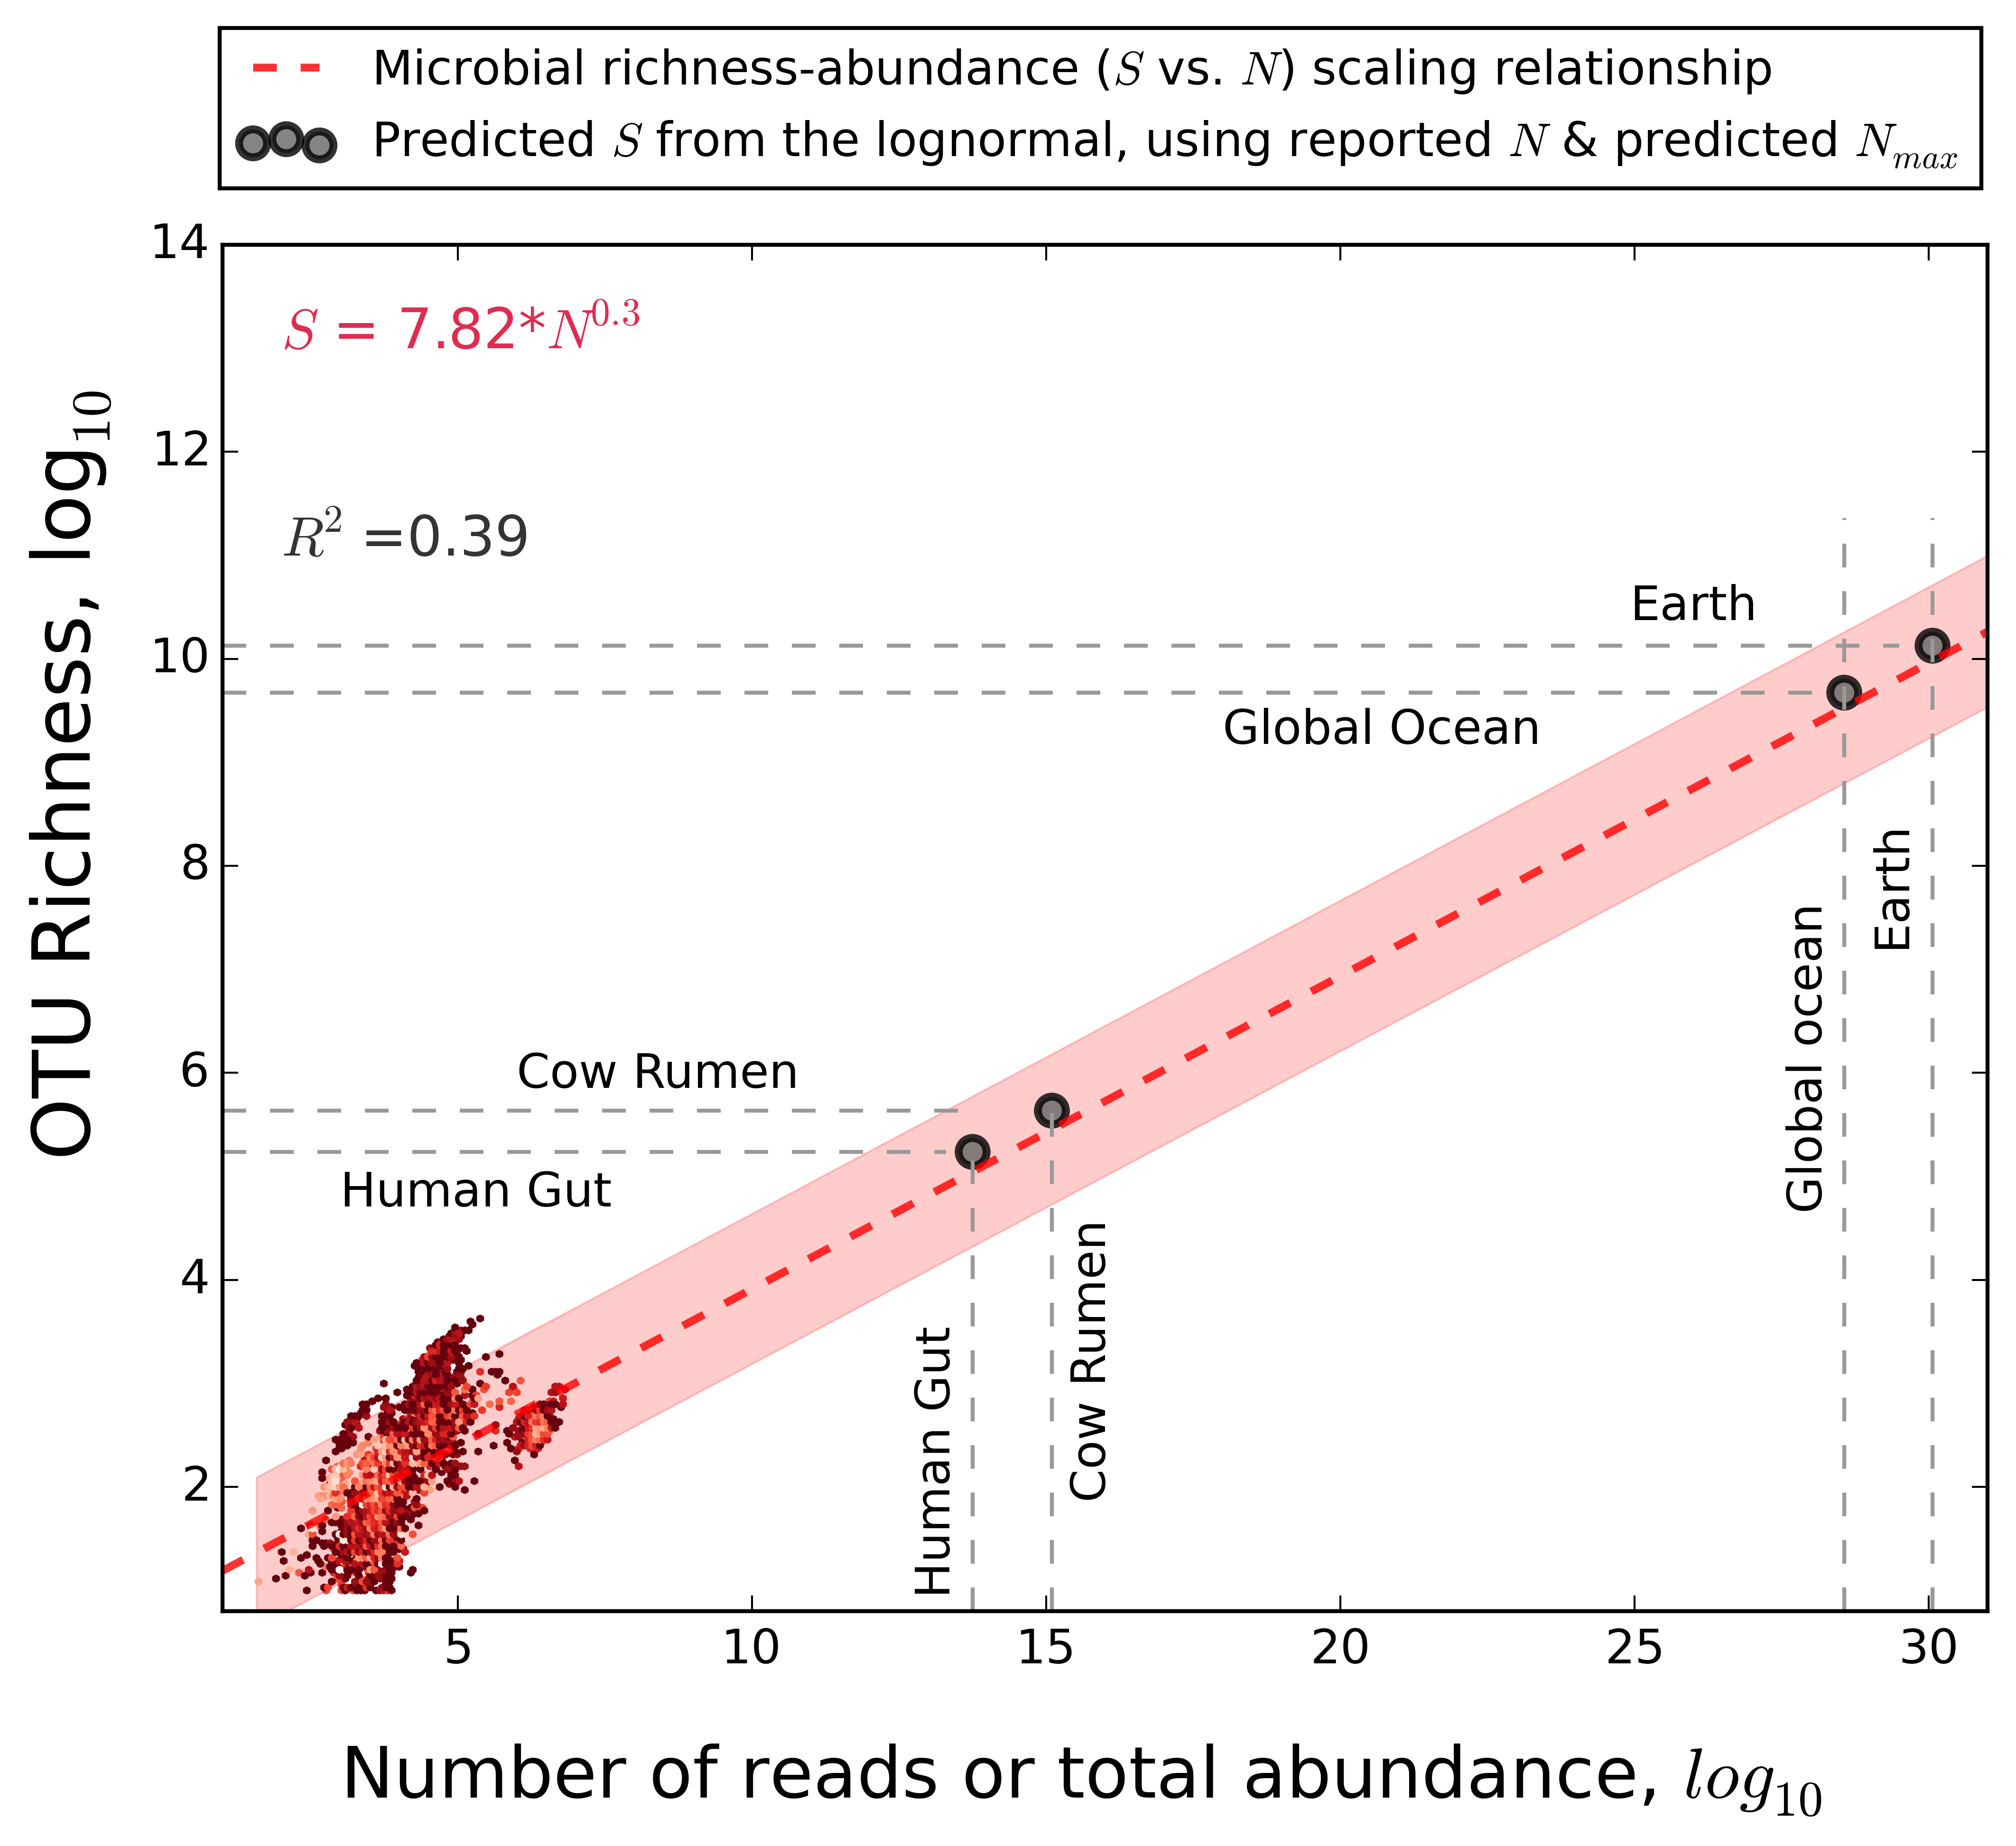 Microbial richness-abundance (S vs. N) scaling relationship
Predicted S from the lognormal, using reported N & predicted Nmax
14
S = 7.82*N^0.3
12
R² =0.39
Earth
10
Global Ocean
8
Earth
Global ocean
Cow Rumen
6
Human Gut
4
Human Gut
Cow Rumen
2
5 10 15 20 25 30
OTU Richness, log₁₀
Number of reads or total abundance, log₁₀